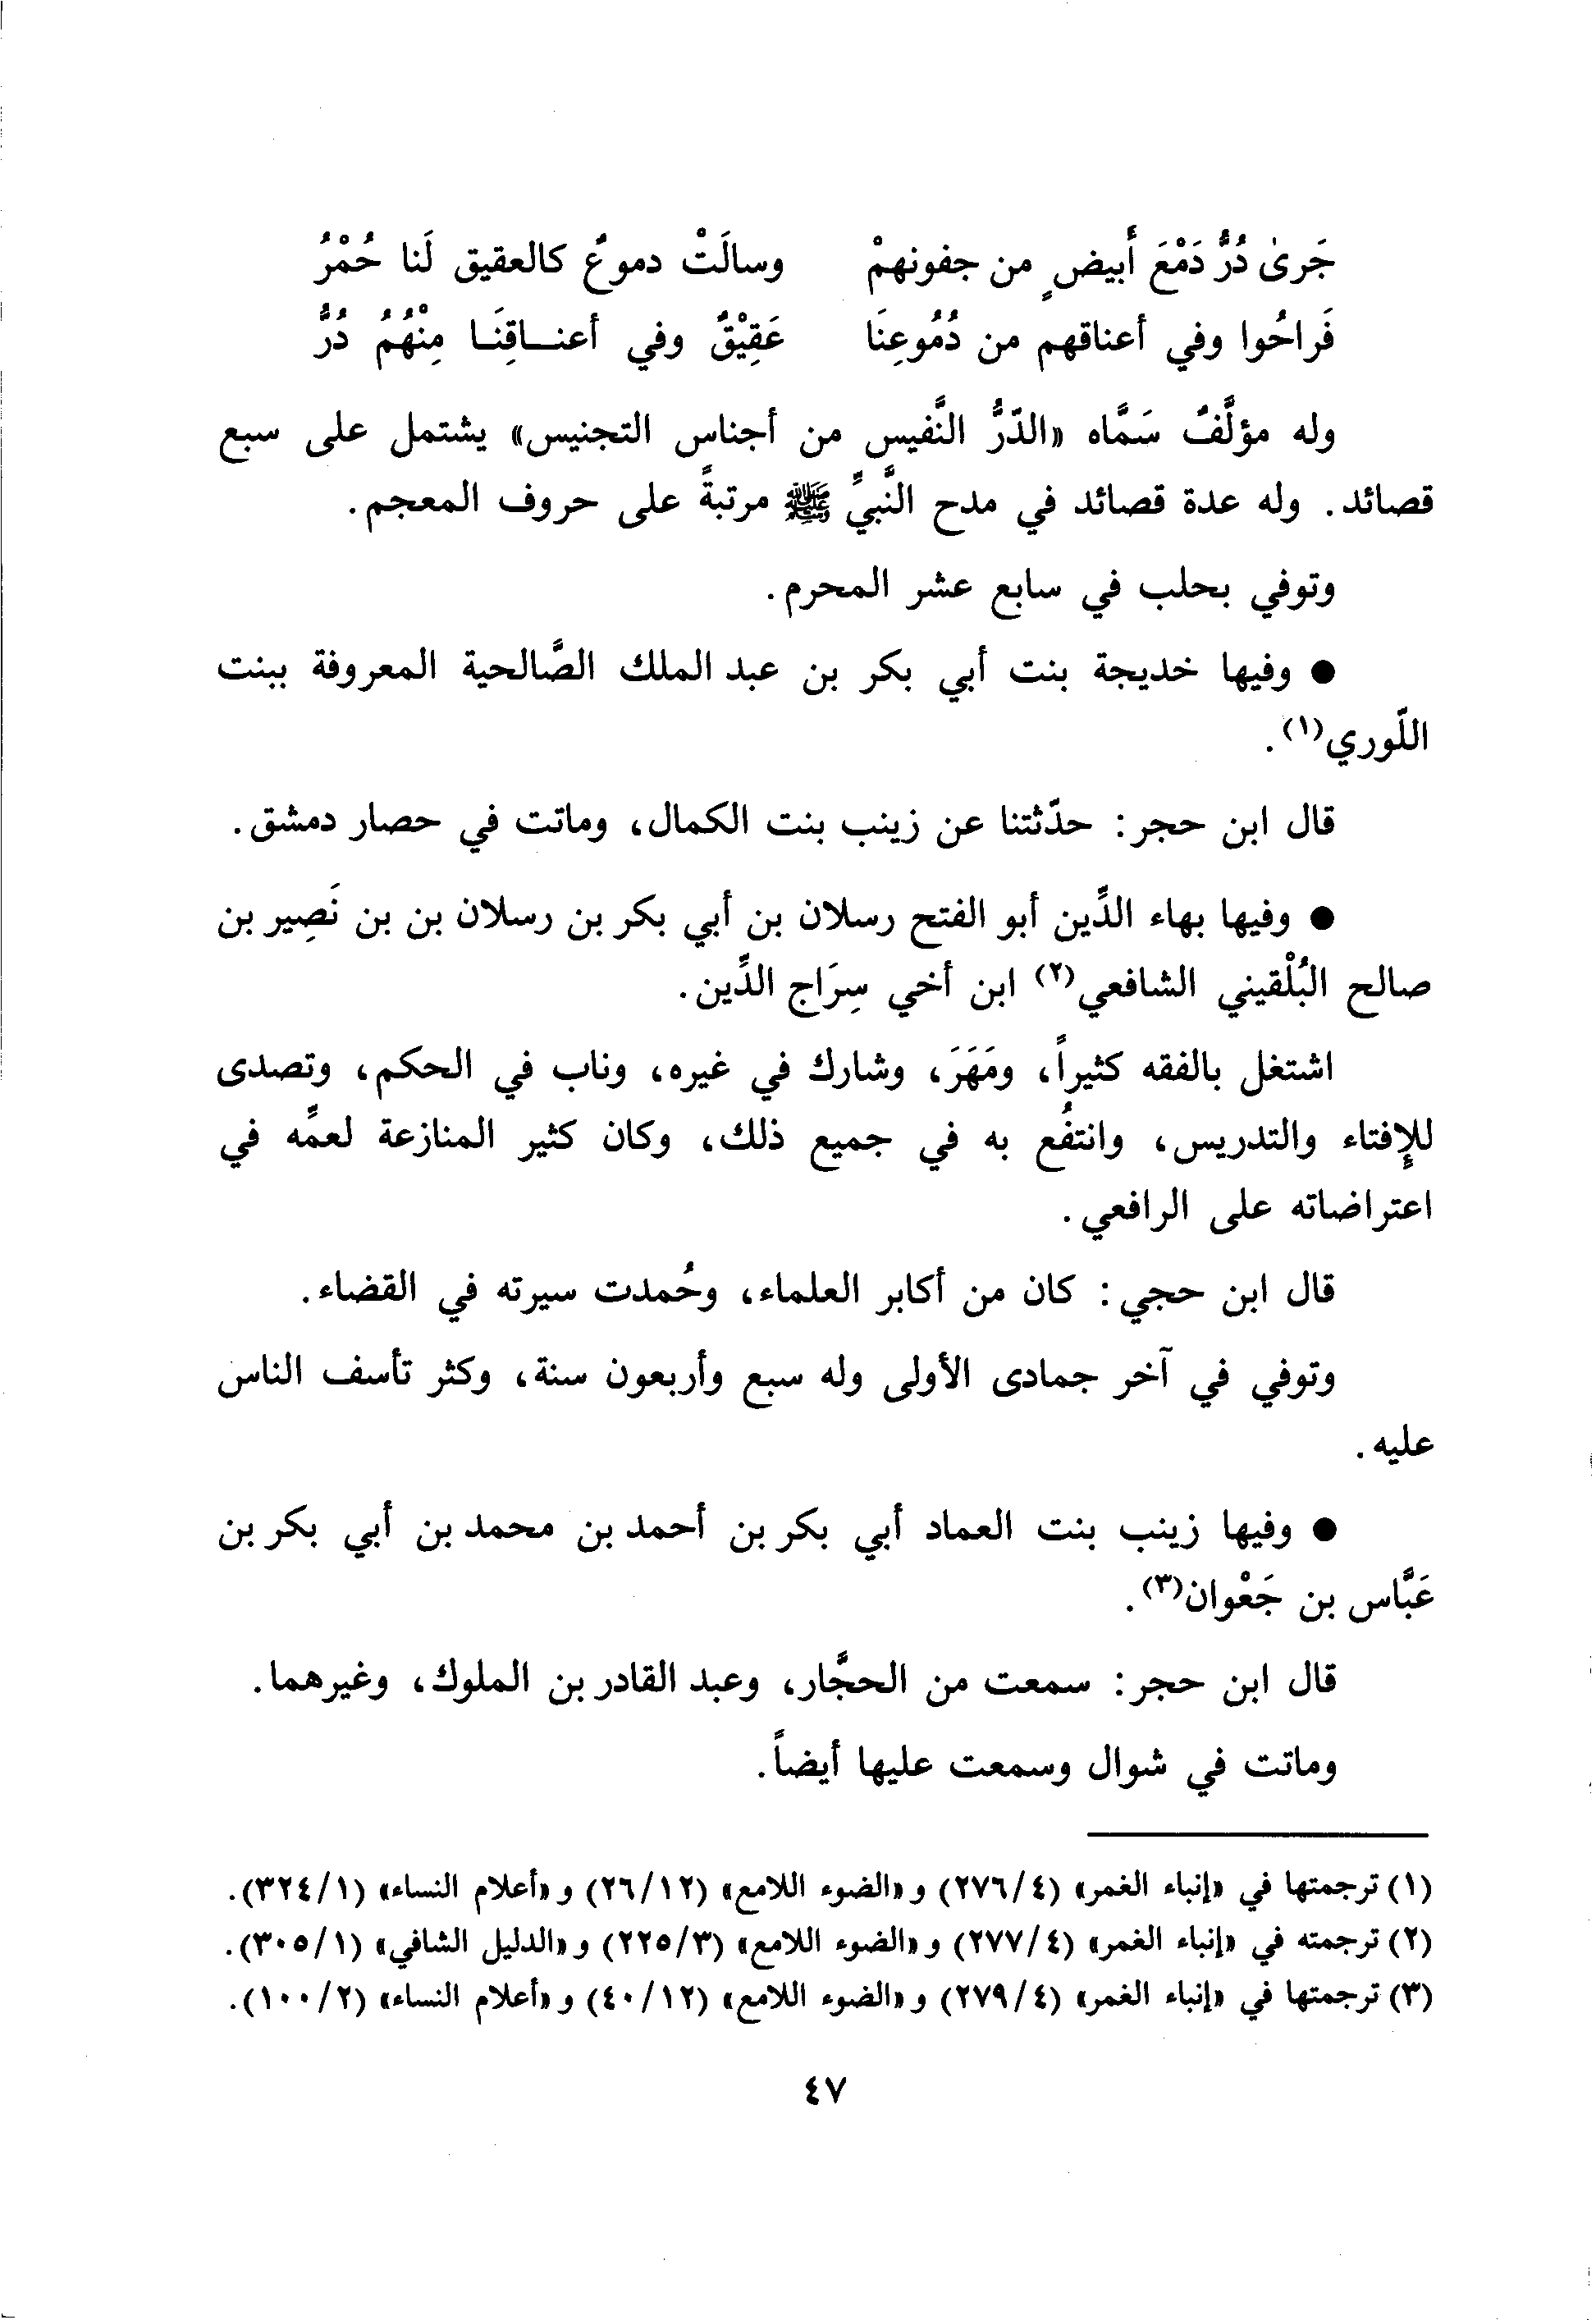 جَرىٰ دُرُّ دَمْعَ أَبيضٍ من جفونهمْ وسالَتْ دموعٌ كالعقيق لَنا حُمْرُ
فَراحُوا وفي أعناقهم من دُمُوعِنَا عَقِيْقٌ وفي أعنــاقِنَـا مِنْهُمُ دُرُّ
وله مؤلَّفٌ سَمَّاه «الدّرُّ النَّفيس من أجناس التجنيس» يشتمل على سبع
قصائد. وله عدة قصائد في مدح النَّبيِّ ﷺ مرتبةً على حروف المعجم.
وتوفي بحلب في سابع عشر المحرم.
● وفيها خديجة بنت أبي بكر بن عبد الملك الصَّالحية المعروفة ببنت
اللّوري(١).
قال ابن حجر: حدّثتنا عن زينب بنت الكمال، وماتت في حصار دمشق.
● وفيها بهاء الدِّين أبو الفتح رسلان بن أبي بكر بن رسلان بن بن نَصِير بن
صالح البُلْقيني الشافعي(٢) ابن أخي سِرَاج الدِّين.
اشتغل بالفقه كثيراً، ومَهَرَ، وشارك في غيره، وناب في الحكم، وتصدى
للإِفتاء والتدريس، وانتفُع به في جميع ذلك، وكان كثير المنازعة لعمِّه في
اعتراضاته على الرافعي.
قال ابن حجي: كان من أكابر العلماء، وحُمدت سيرته في القضاء.
وتوفي في آخر جمادى الأولى وله سبع وأربعون سنة، وكثر تأسف الناس
عليه.
● وفيها زينب بنت العماد أبي بكر بن أحمد بن محمد بن أبي بكر بن
عَبَّاس بن جَعْوان(٣).
قال ابن حجر: سمعت من الحجَّار، وعبد القادر بن الملوك، وغيرهما.
وماتت في شوال وسمعت عليها أيضاً.
(١) ترجمتها في «إنباء الغمر» (٤/ ٢٧٦) و«الضوء اللامع» (١٢/ ٢٦) و«أعلام النساء» (١/ ٣٢٤).
(٢) ترجمته في «إنباء الغمر» (٤/ ٢٧٧) و«الضوء اللامع» (٣/ ٢٢٥) و«الدليل الشافي» (١/ ٣٠٥).
(٣) ترجمتها في «إنباء الغمر» (٤/ ٢٧٩) و«الضوء اللامع» (١٢/ ٤٠) و«أعلام النساء» (٢/ ١٠٠).
٤٧